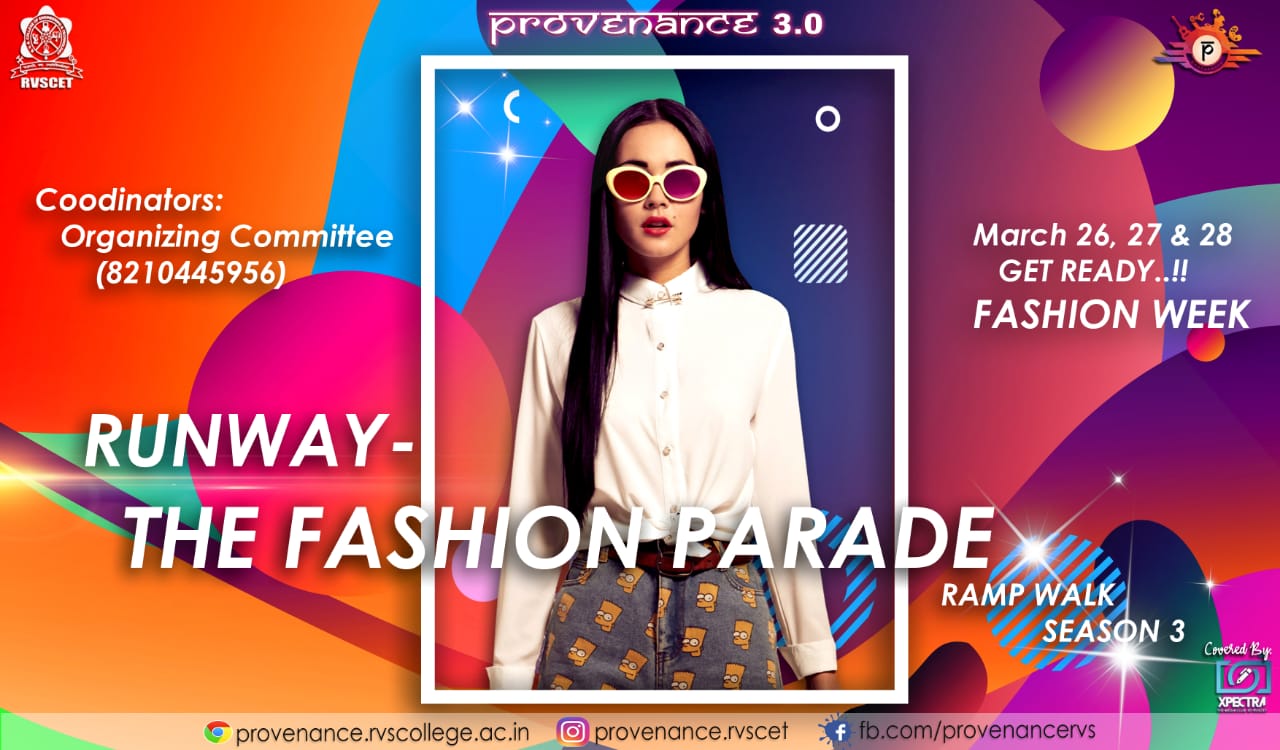 PROVENANCE 3.0
RVSCET
Coodinators:
Organizing Committee
(8210445956)
March 26, 27 & 28
GET READY..!!
FASHION WEEK
RUNWAY-
THE FASHION PARADE
RAMP WALK
SEASON 3
Covered By:
XPECTRA
provenance.rvscollege.ac.in
provenance.rvscet
fb.com/provenancervs